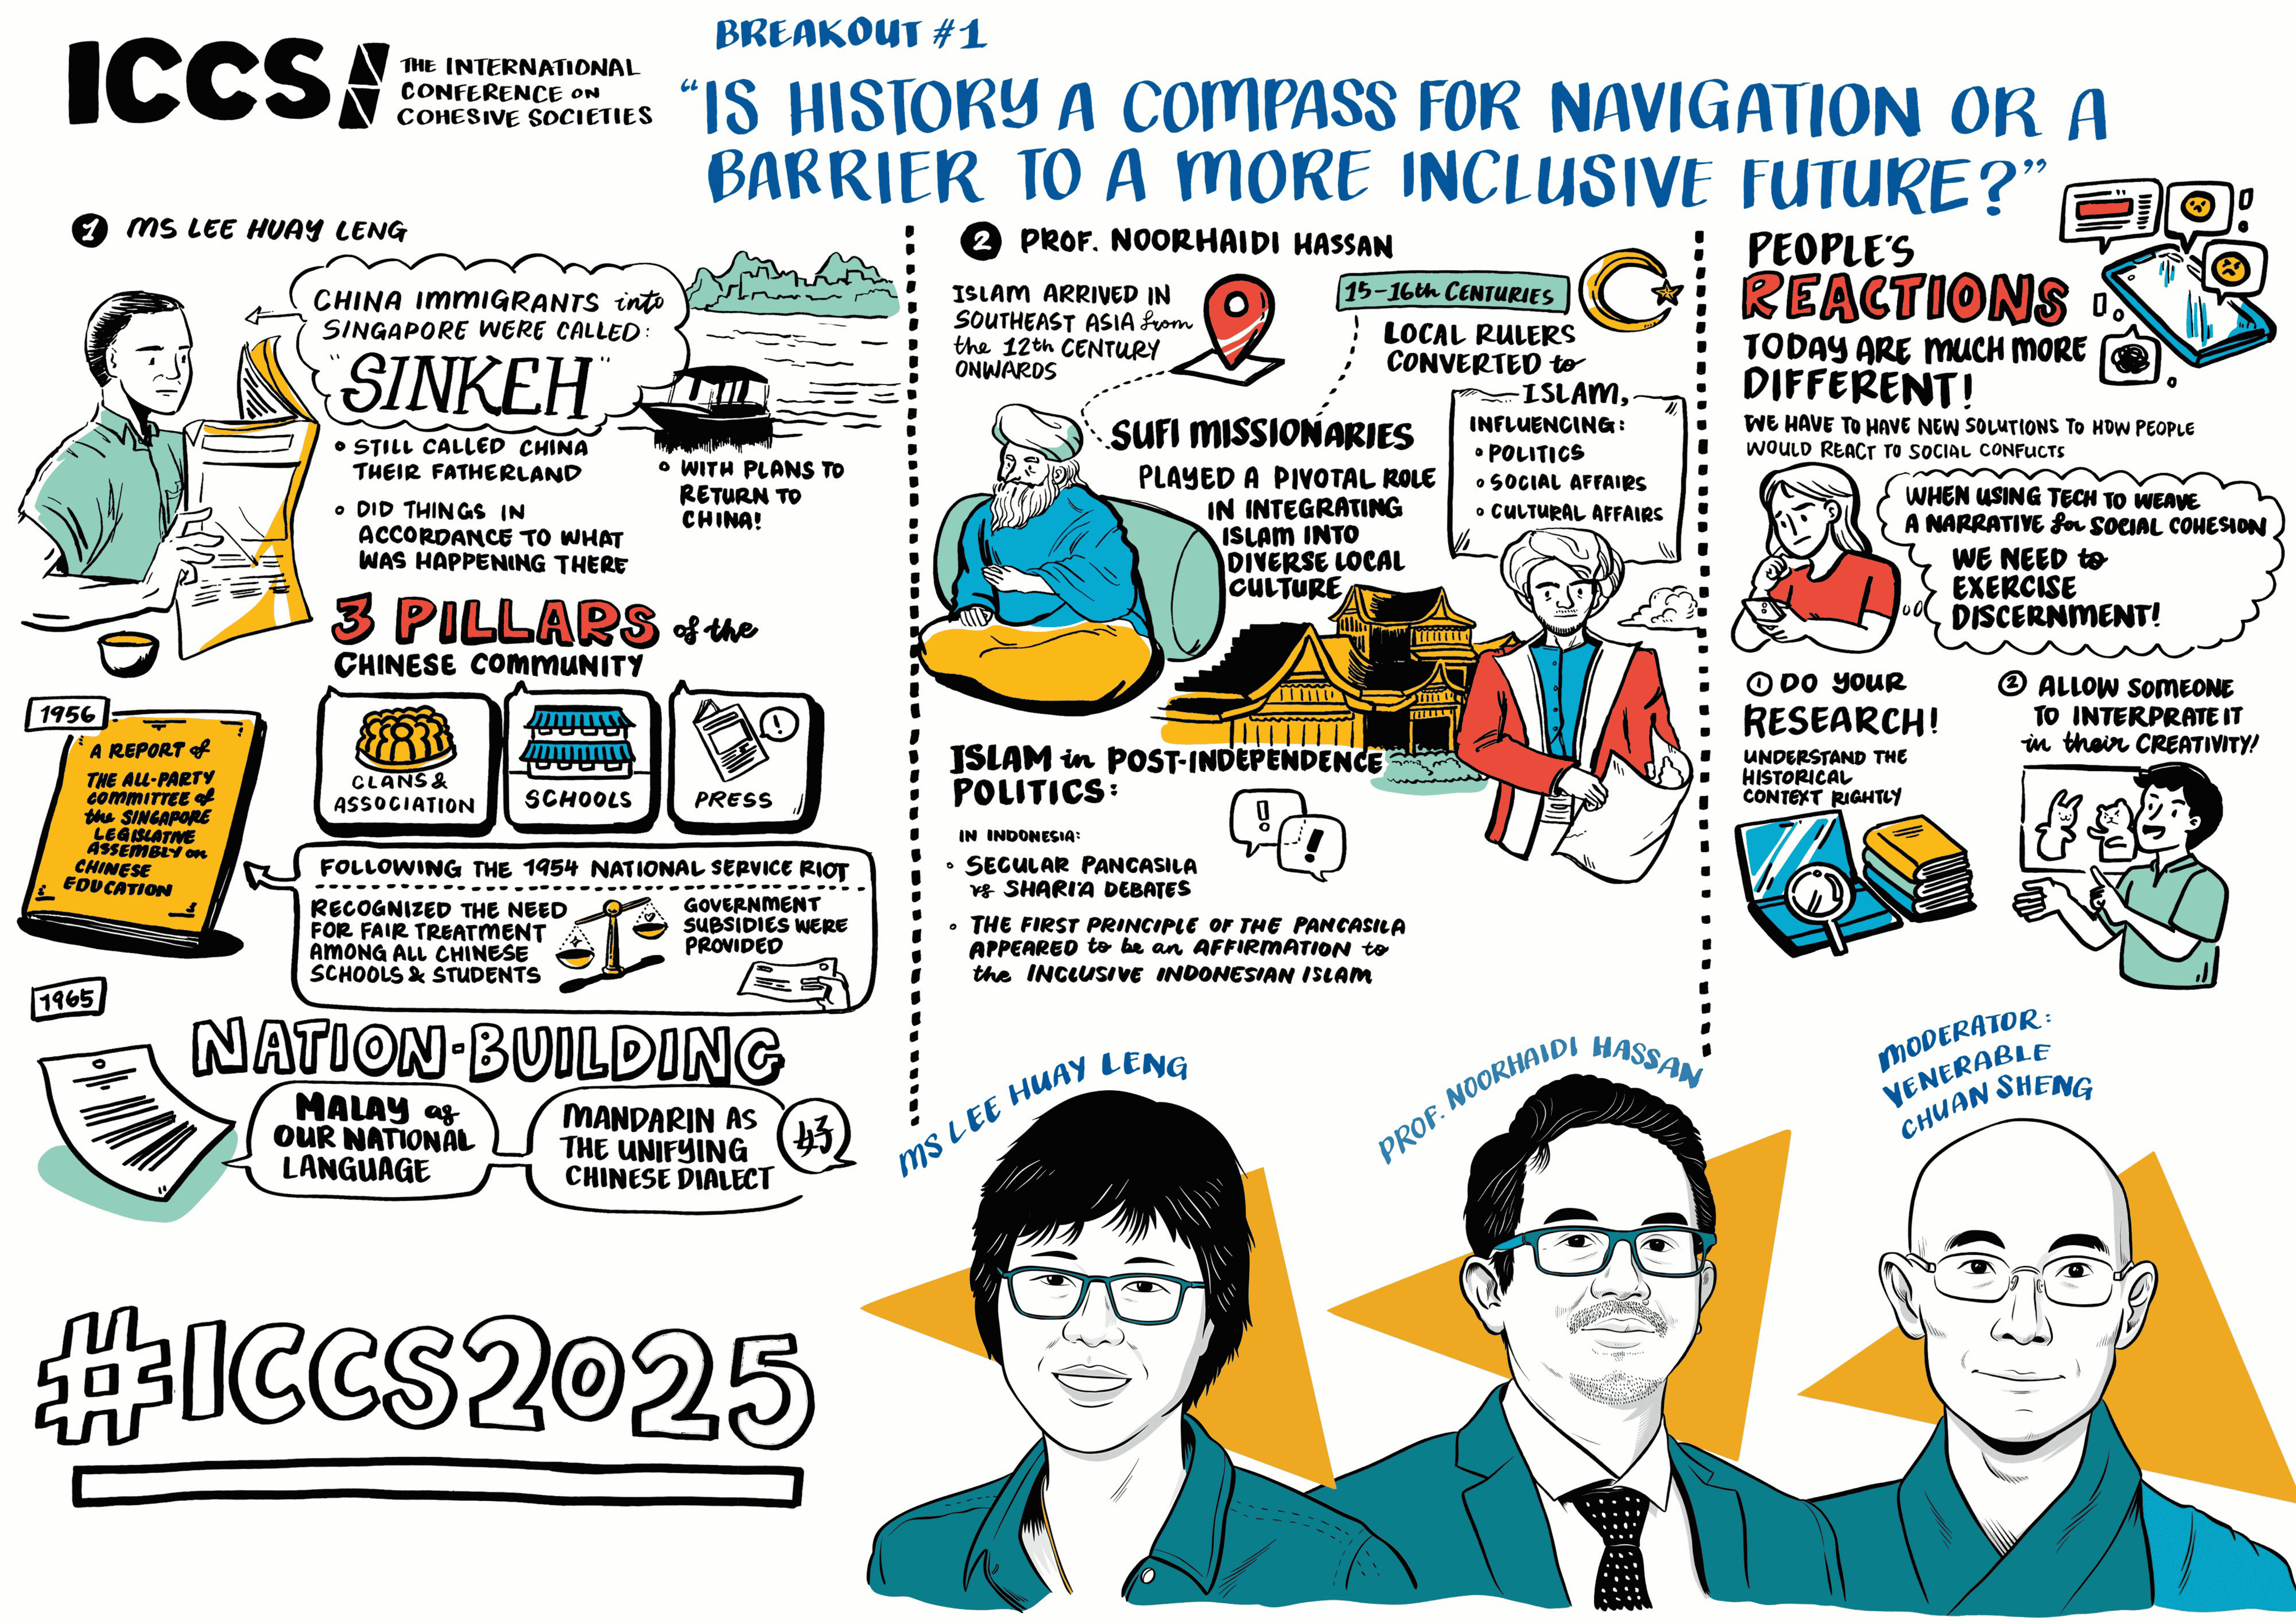 ICCS
THE INTERNATIONAL
CONFERENCE ON
COHESIVE SOCIETIES
BREAKOUT #1
"IS HISTORY A COMPASS FOR NAVIGATION OR A
BARRIER TO A MORE INCLUSIVE FUTURE?"
1 MS LEE HUAY LENG
CHINA IMMIGRANTS into
SINGAPORE WERE CALLED:
"SINKEH"
STILL CALLED CHINA
THEIR FATHERLAND
DID THINGS IN
ACCORDANCE TO WHAT
WAS HAPPENING THERE
WITH PLANS TO
RETURN TO
CHINA!
3 PILLARS of the
CHINESE COMMUNITY
CLANS &
ASSOCIATION
SCHOOLS
PRESS
1956
A REPORT of
THE ALL-PARTY
COMMITTEE of
the SINGAPORE
LEGISLATIVE
ASSEMBLY on
CHINESE
EDUCATION
FOLLOWING THE 1954 NATIONAL SERVICE RIOT
RECOGNIZED THE NEED
FOR FAIR TREATMENT
AMONG ALL CHINESE
SCHOOLS & STUDENTS
GOVERNMENT
SUBSIDIES WERE
PROVIDED
1965
NATION-BUILDING
MALAY as
OUR NATIONAL
LANGUAGE
MANDARIN AS
THE UNIFYING
CHINESE DIALECT
好
#ICCS2025
2 PROF. NOORHAIDI HASSAN
ISLAM ARRIVED IN
SOUTHEAST ASIA from
the 12th CENTURY
ONWARDS
15-16th CENTURIES
LOCAL RULERS
CONVERTED to
ISLAM,
INFLUENCING:
POLITICS
SOCIAL AFFAIRS
CULTURAL AFFAIRS
SUFI MISSIONARIES
PLAYED A PIVOTAL ROLE
IN INTEGRATING
ISLAM INTO
DIVERSE LOCAL
CULTURE
ISLAM in POST-INDEPENDENCE
POLITICS:
IN INDONESIA:
SECULAR PANCASILA
vs SHARI'A DEBATES
THE FIRST PRINCIPLE OF THE PANCASILA
APPEARED to be an AFFIRMATION to
the INCLUSIVE INDONESIAN ISLAM
PEOPLE'S
REACTIONS
TODAY ARE MUCH MORE
DIFFERENT!
WE HAVE TO HAVE NEW SOLUTIONS TO HOW PEOPLE
WOULD REACT TO SOCIAL CONFLICTS
WHEN USING TECH TO WEAVE
A NARRATIVE for SOCIAL COHESION
WE NEED to
EXERCISE
DISCERNMENT!
1 DO YOUR
RESEARCH!
UNDERSTAND THE
HISTORICAL
CONTEXT RIGHTLY
2 ALLOW SOMEONE
TO INTERPRATE IT
in their CREATIVITY!
MS LEE HUAY LENG
PROF. NOORHAIDI HASSAN
MODERATOR:
VENERABLE
CHUAN SHENG